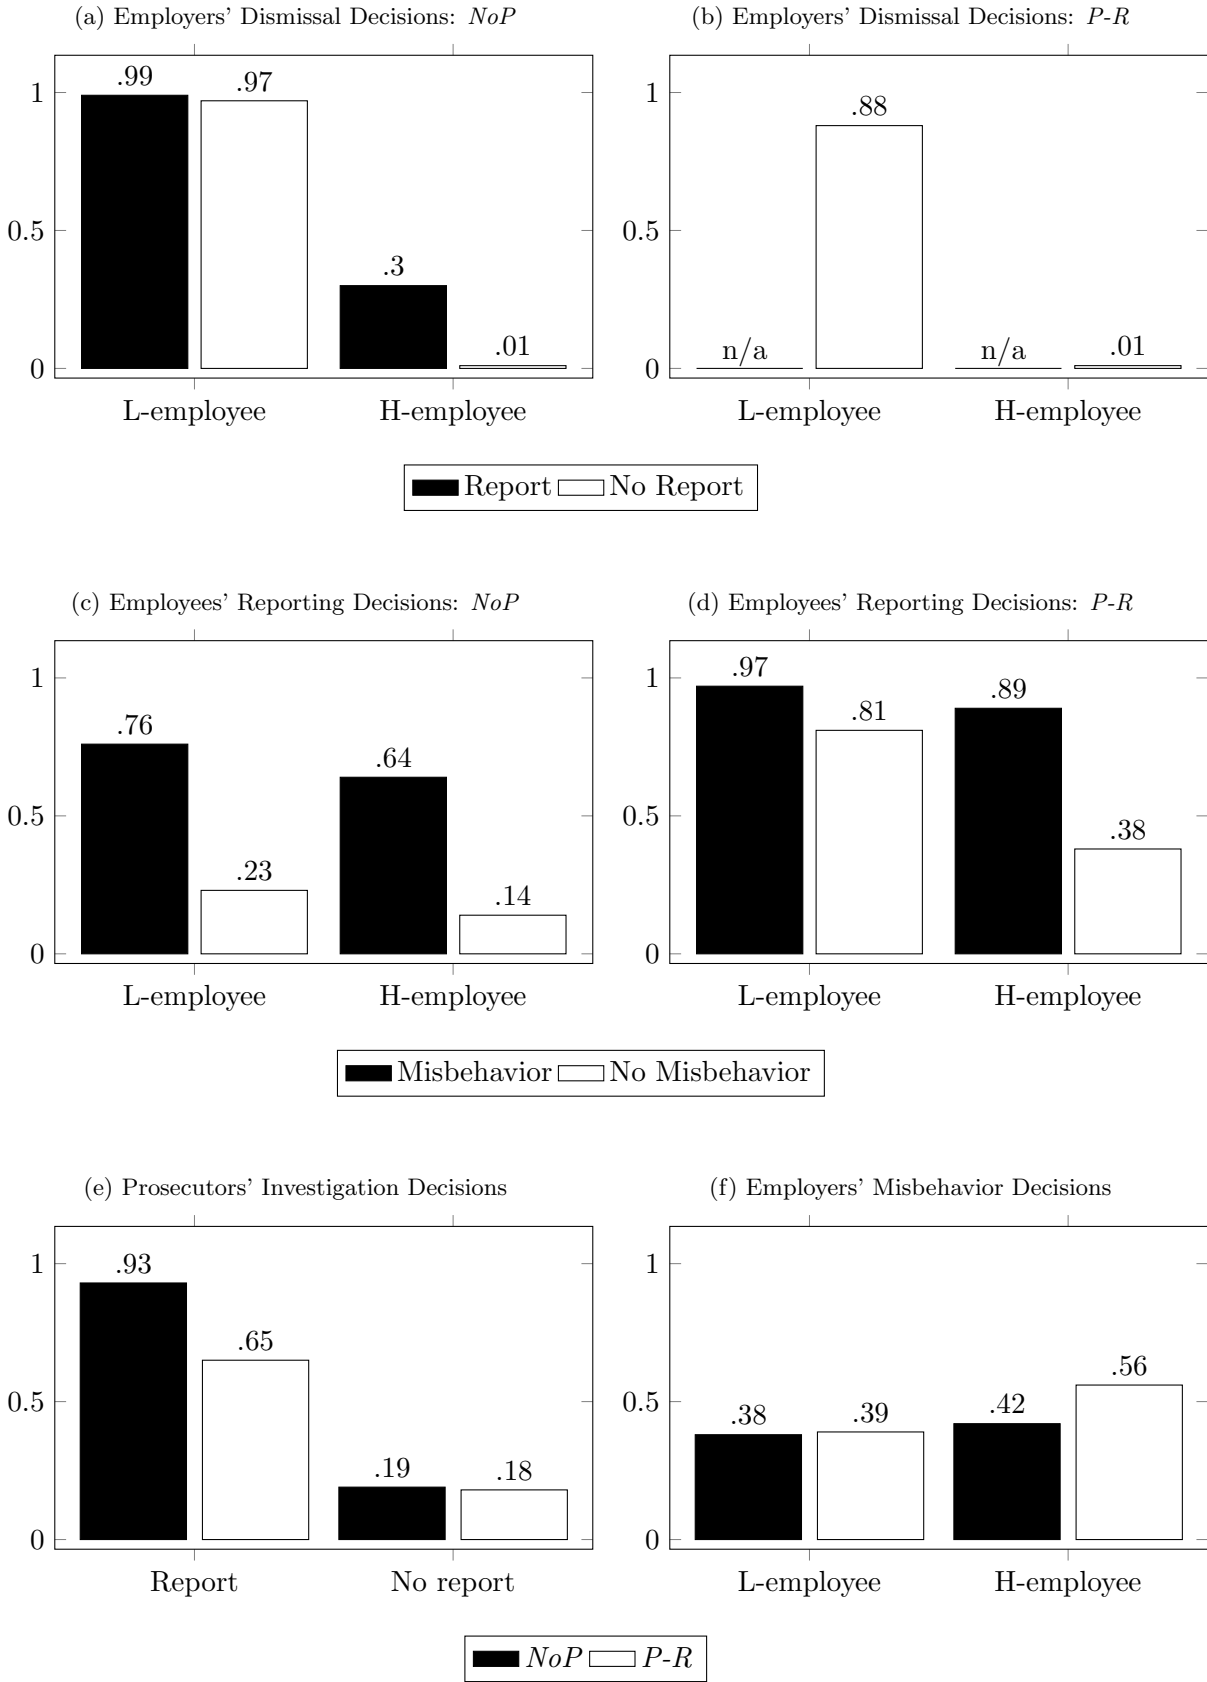 (a) Employers’ Dismissal Decisions: NoP
1
0.5
0
.99
.97
.3
.01
L-employee
H-employee
(b) Employers’ Dismissal Decisions: P-R
1
0.5
0
n/a
.88
n/a
.01
L-employee
H-employee
Report No Report
(c) Employees’ Reporting Decisions: NoP
1
0.5
0
.76
.23
.64
.14
L-employee
H-employee
(d) Employees’ Reporting Decisions: P-R
1
0.5
0
.97
.81
.89
.38
L-employee
H-employee
Misbehavior No Misbehavior
(e) Prosecutors’ Investigation Decisions
1
0.5
0
.93
.65
.19
.18
Report
No report
(f) Employers’ Misbehavior Decisions
1
0.5
0
.38
.39
.42
.56
L-employee
H-employee
NoP P-R